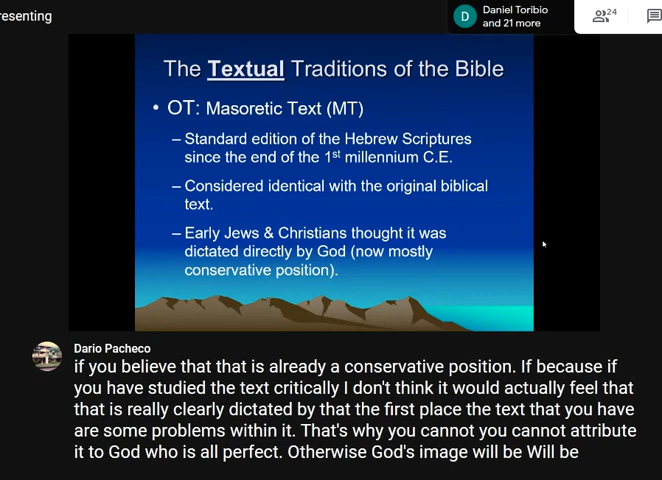 resenting
D
Daniel Toribio
and 21 more
24
The Textual Traditions of the Bible
• OT: Masoretic Text (MT)
– Standard edition of the Hebrew Scriptures
since the end of the 1st millennium C.E.
– Considered identical with the original biblical
text.
– Early Jews & Christians thought it was
dictated directly by God (now mostly
conservative position).
Dario Pacheco
if you believe that that is already a conservative position. If because if
you have studied the text critically I don't think it would actually feel that
that is really clearly dictated by that the first place the text that you have
are some problems within it. That's why you cannot you cannot attribute
it to God who is all perfect. Otherwise God's image will be Will be